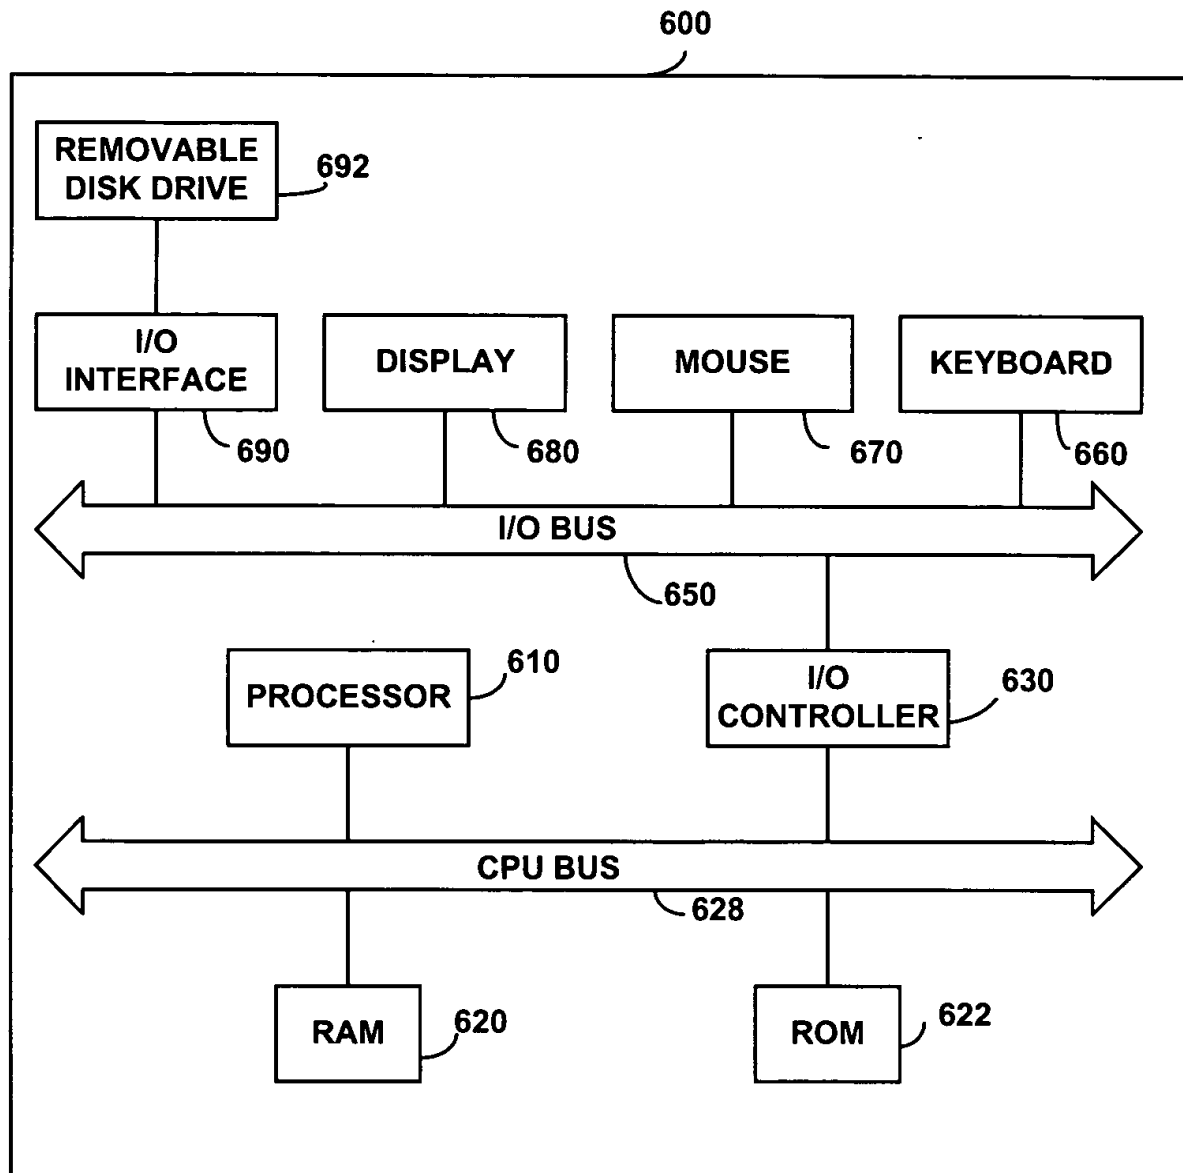 600
REMOVABLE
DISK DRIVE
692
I/O
INTERFACE
690
DISPLAY
680
MOUSE
670
KEYBOARD
660
I/O BUS
650
PROCESSOR
610
I/O
CONTROLLER
630
CPU BUS
628
RAM
620
ROM
622